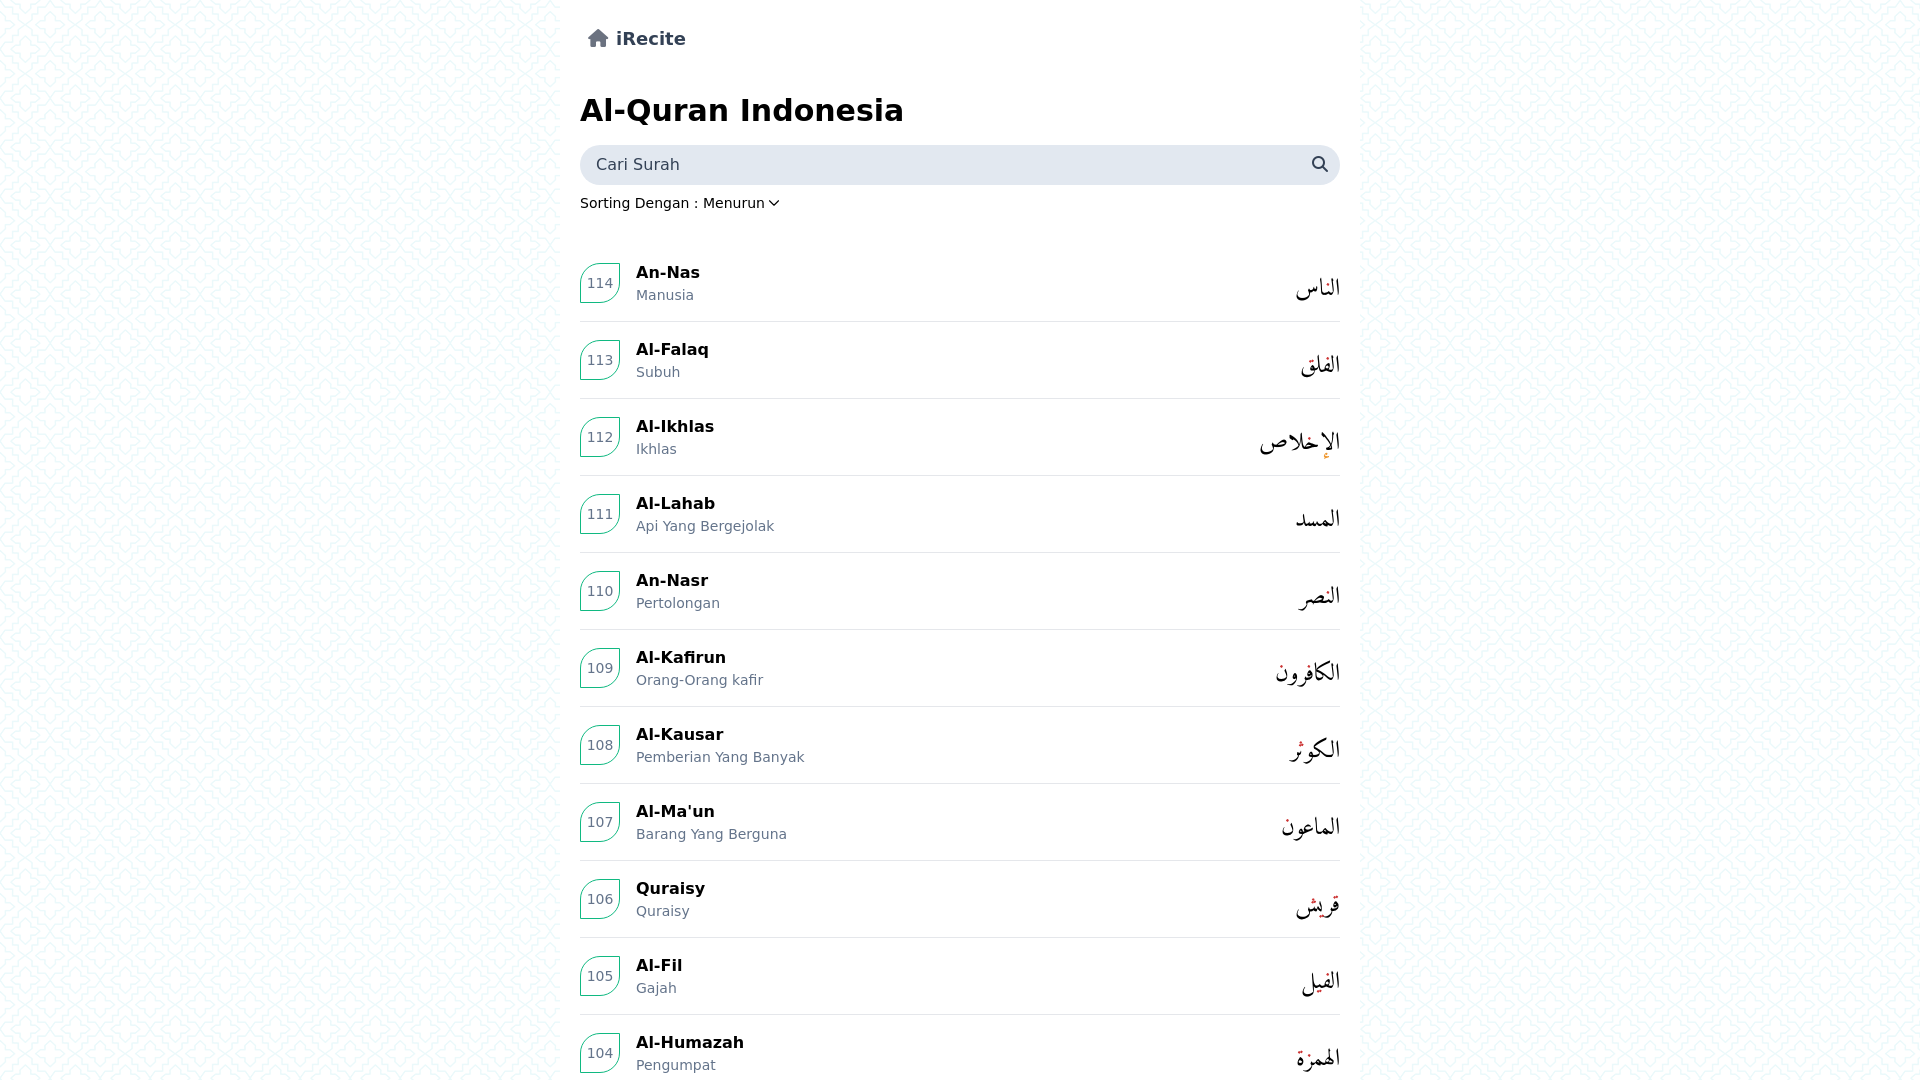 iRecite
Al-Quran Indonesia
Cari Surah
Sorting Dengan : Menurun
114
An-Nas
Manusia
الناس
113
Al-Falaq
Subuh
الفلق
112
Al-Ikhlas
Ikhlas
الإخلاص
111
Al-Lahab
Api Yang Bergejolak
المسد
110
An-Nasr
Pertolongan
النصر
109
Al-Kafirun
Orang-Orang kafir
الكافرون
108
Al-Kausar
Pemberian Yang Banyak
الكوثر
107
Al-Ma'un
Barang Yang Berguna
الماعون
106
Quraisy
Quraisy
قريش
105
Al-Fil
Gajah
الفيل
104
Al-Humazah
Pengumpat
الهمزة